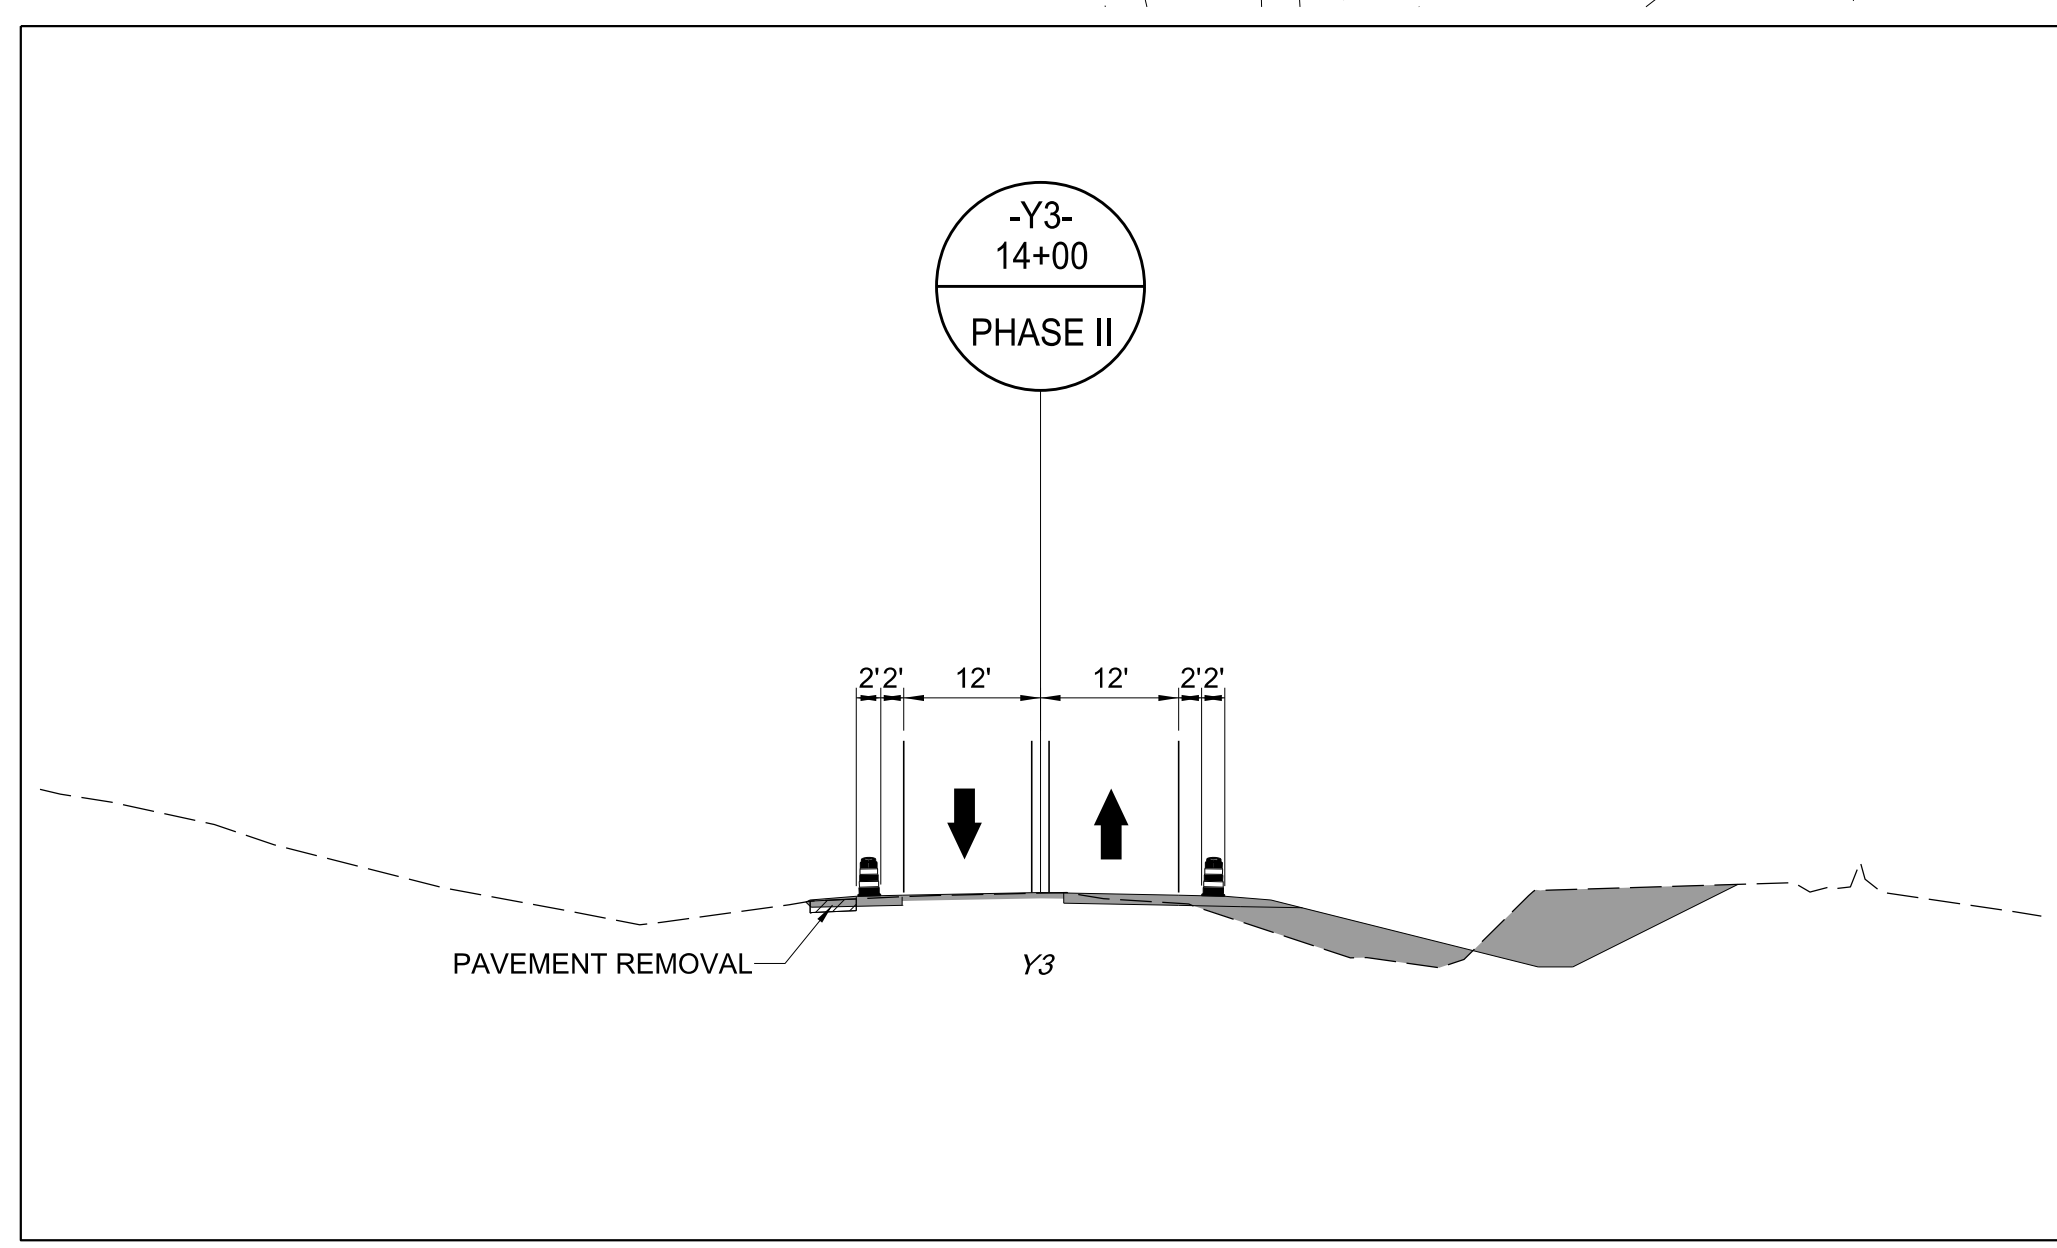 -Y3-
14+00
PHASE II
2' 2' 12' 12' 2' 2'
PAVEMENT REMOVAL
Y3